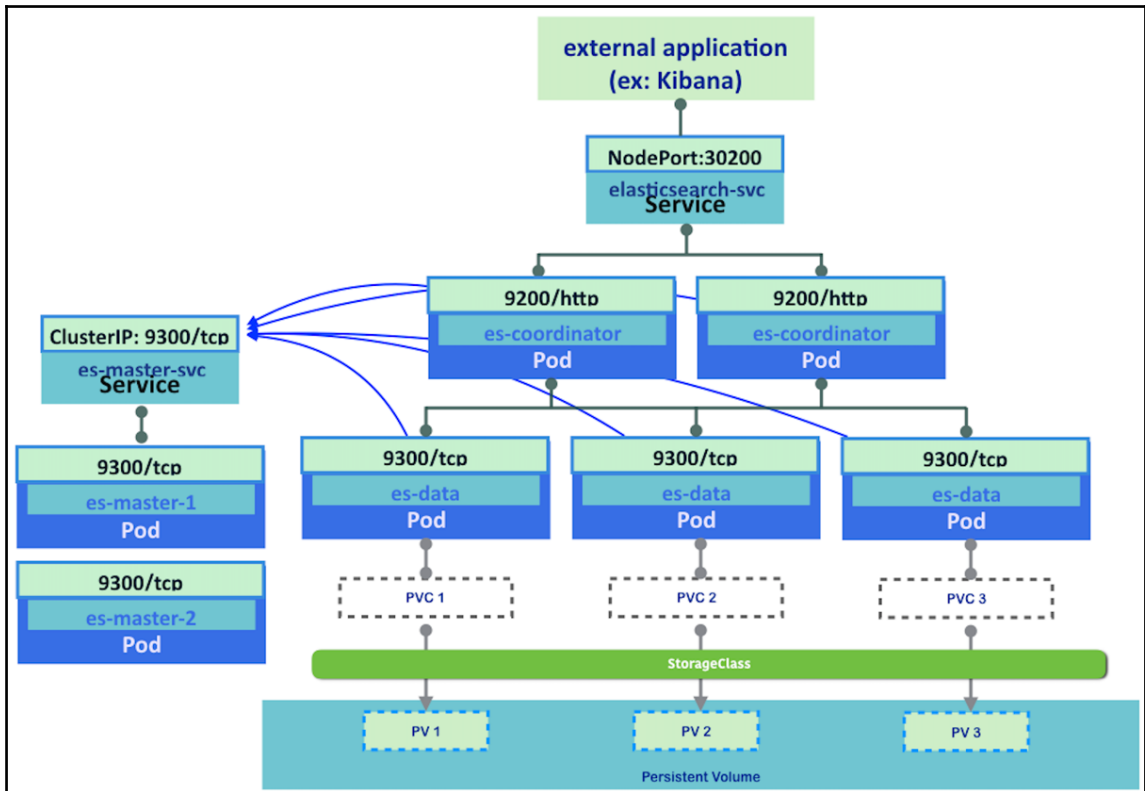 external application
(ex: Kibana)
NodePort:30200
elasticsearch-svc
Service
9200/http
es-coordinator
Pod
9200/http
es-coordinator
Pod
ClusterIP: 9300/tcp
es-master-svc
Service
9300/tcp
es-master-1
Pod
9300/tcp
es-master-2
Pod
9300/tcp
es-data
Pod
9300/tcp
es-data
Pod
9300/tcp
es-data
Pod
PVC 1
PVC 2
PVC 3
StorageClass
PV 1
PV 2
PV 3
Persistent Volume